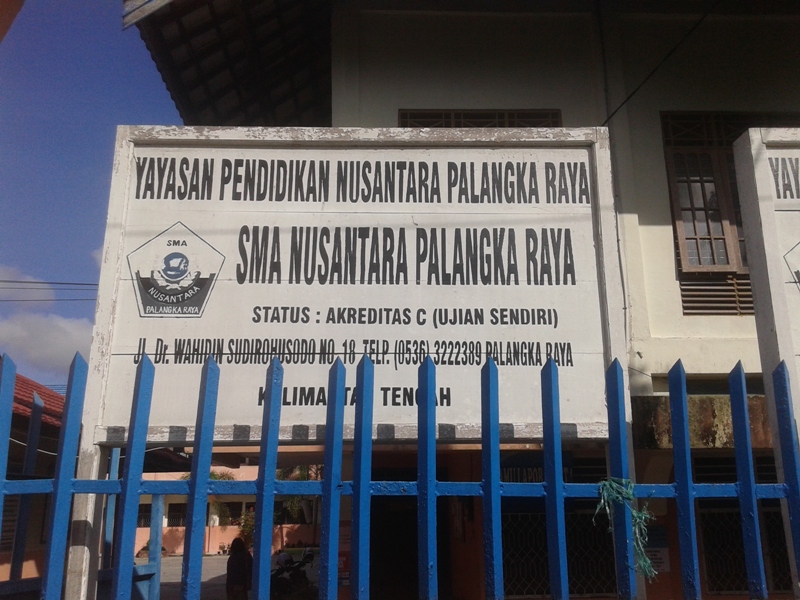 YAYASAN PENDIDIKAN NUSANTARA PALANGKA RAYA
SMA NUSANTARA PALANGKA RAYA
SMA
NUSANTARA
PALANGKA RAYA
STATUS : AKREDITAS C (UJIAN SENDIRI)
JL. Dr. WAHIDIN SUDIROHUSODO NO. 18 TELP. (0536) 3222389 PALANGKA RAYA
KALIMANTAN TENGAH
YAY